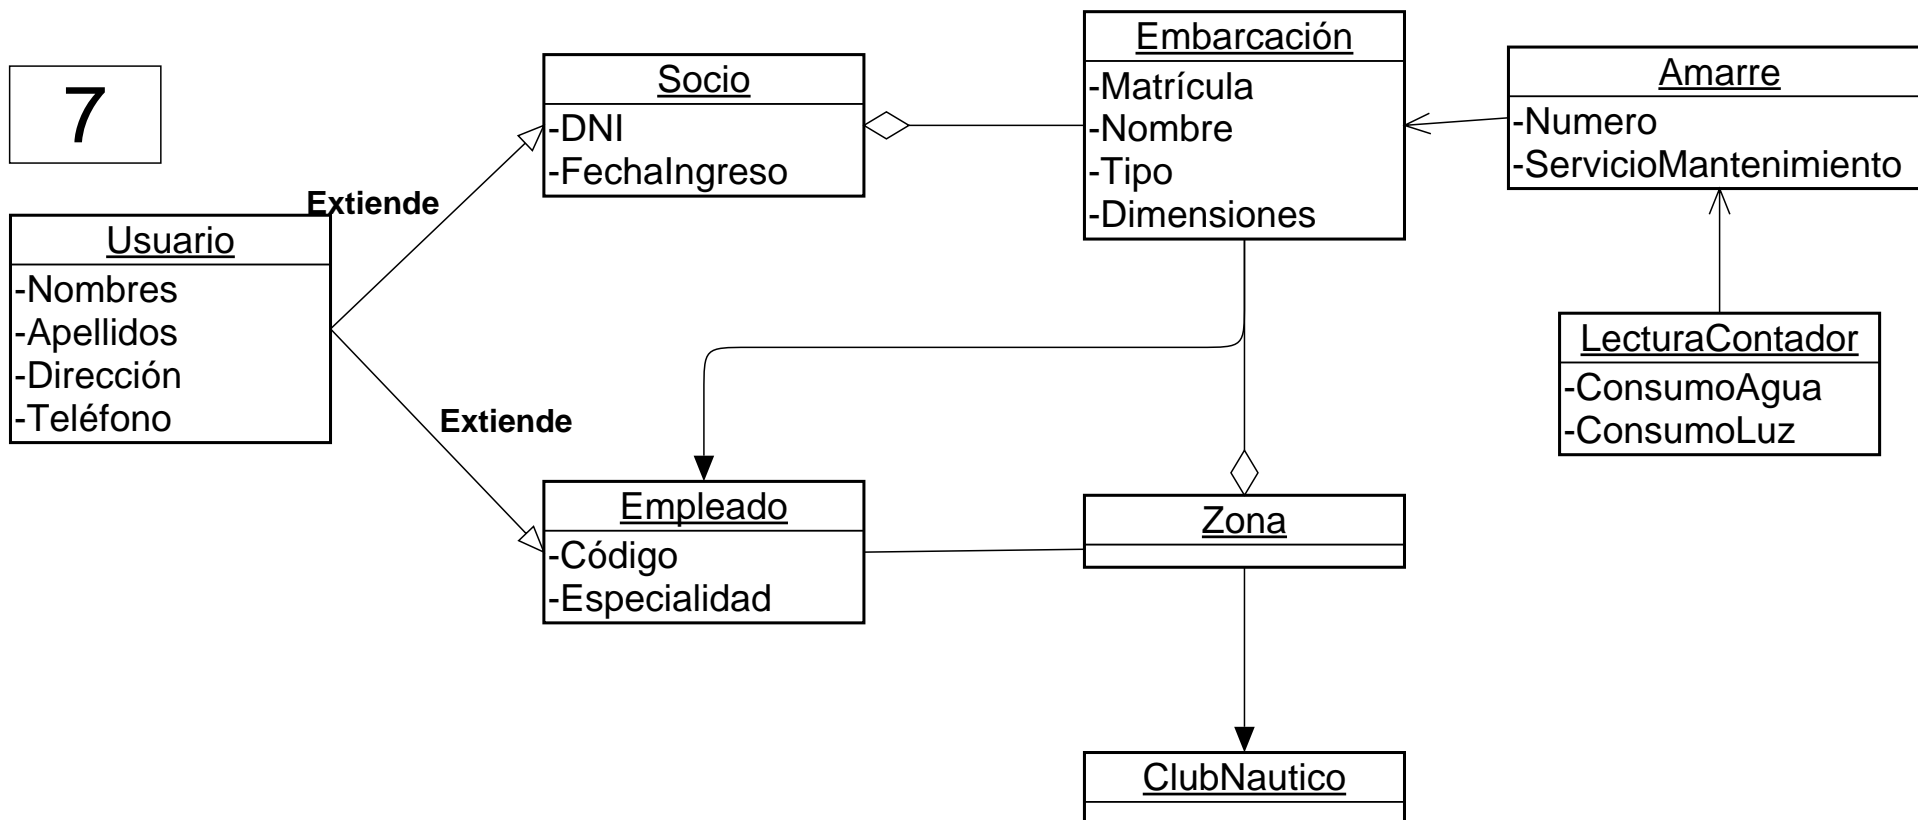 7
Usuario
-Nombres
-Apellidos
-Dirección
-Teléfono
Extiende
Extiende
Socio
-DNI
-FechaIngreso
Empleado
-Código
-Especialidad
Embarcación
-Matrícula
-Nombre
-Tipo
-Dimensiones
Zona
ClubNautico
Amarre
-Numero
-ServicioMantenimiento
LecturaContador
-ConsumoAgua
-ConsumoLuz